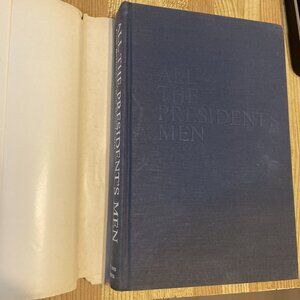 ALL
THE
PRESIDENT'S
MEN
ALL THE PRESIDENT'S MEN